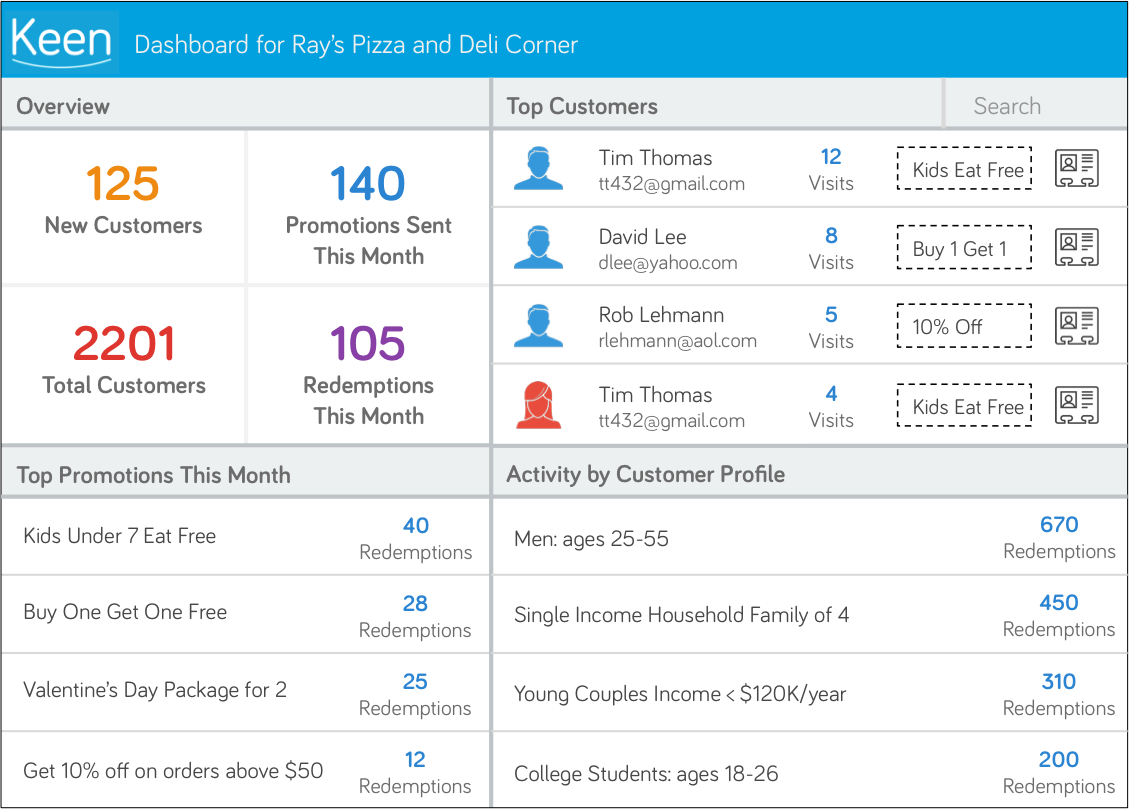 Keen Dashboard for Ray's Pizza and Deli Corner
Overview
125
New Customers
140
Promotions Sent
This Month
2201
Total Customers
105
Redemptions
This Month
Top Customers
Search
Tim Thomas
tt432@gmail.com
12
Visits
Kids Eat Free
David Lee
dlee@yahoo.com
8
Visits
Buy 1 Get 1
Rob Lehmann
rlehmann@aol.com
5
Visits
10% Off
Tim Thomas
tt432@gmail.com
4
Visits
Kids Eat Free
Top Promotions This Month
Kids Under 7 Eat Free
40
Redemptions
Buy One Get One Free
28
Redemptions
Valentine's Day Package for 2
25
Redemptions
Get 10% off on orders above $50
12
Redemptions
Activity by Customer Profile
Men: ages 25-55
670
Redemptions
Single Income Household Family of 4
450
Redemptions
Young Couples Income < $120K/year
310
Redemptions
College Students: ages 18-26
200
Redemptions